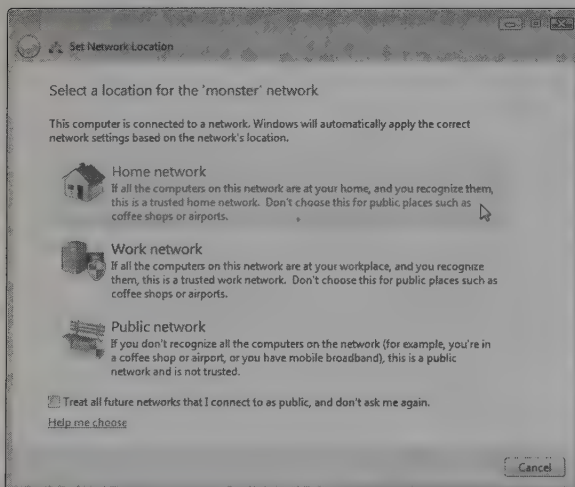 Set Network Location
Select a location for the 'monster' network
This computer is connected to a network. Windows will automatically apply the correct
network settings based on the network's location.
Home network
If all the computers on this network are at your home, and you recognize them,
this is a trusted home network. Don't choose this for public places such as
coffee shops or airports.
Work network
If all the computers on this network are at your workplace, and you recognize
them, this is a trusted work network. Don't choose this for public places such as
coffee shops or airports.
Public network
If you don't recognize all the computers on the network (for example, you're in
a coffee shop or airport, or you have mobile broadband), this is a public
network and is not trusted.
Treat all future networks that I connect to as public, and don't ask me again.
Help me choose
Cancel